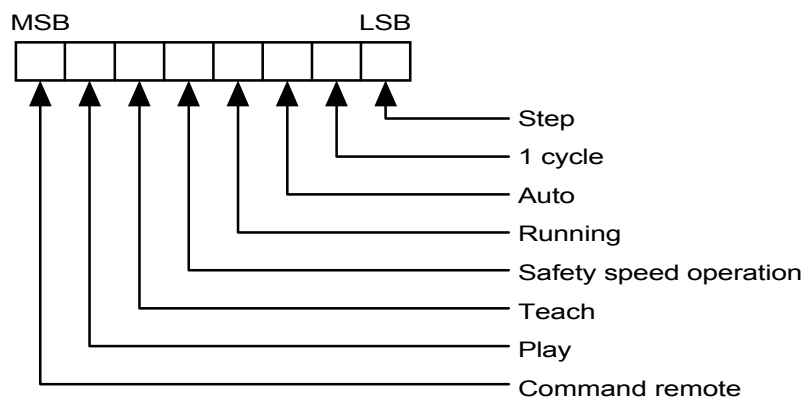 MSB LSB
Step
1 cycle
Auto
Running
Safety speed operation
Teach
Play
Command remote